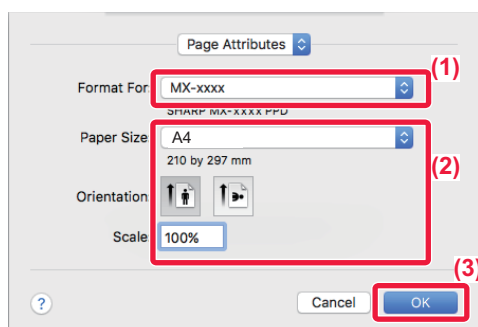 Page Attributes
(1)
Format For: MX-xxxx
SHARP MX-xxxx PPD
Paper Size: A4
210 by 297 mm
(2)
Orientation:
Scale: 100%
(3)
? Cancel OK